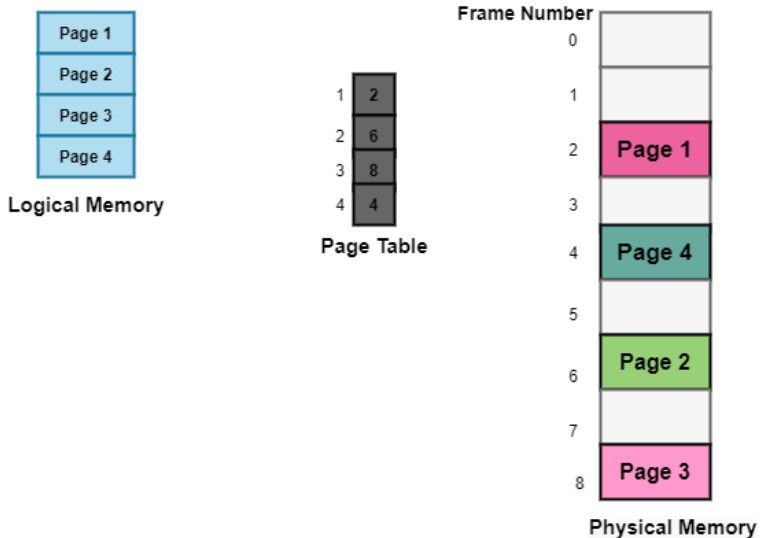 Page 1
Page 2
Page 3
Page 4
Logical Memory
1 2
2 6
3 8
4 4
Page Table
Frame Number
0
1
2 Page 1
3
4 Page 4
5
6 Page 2
7
8 Page 3
Physical Memory